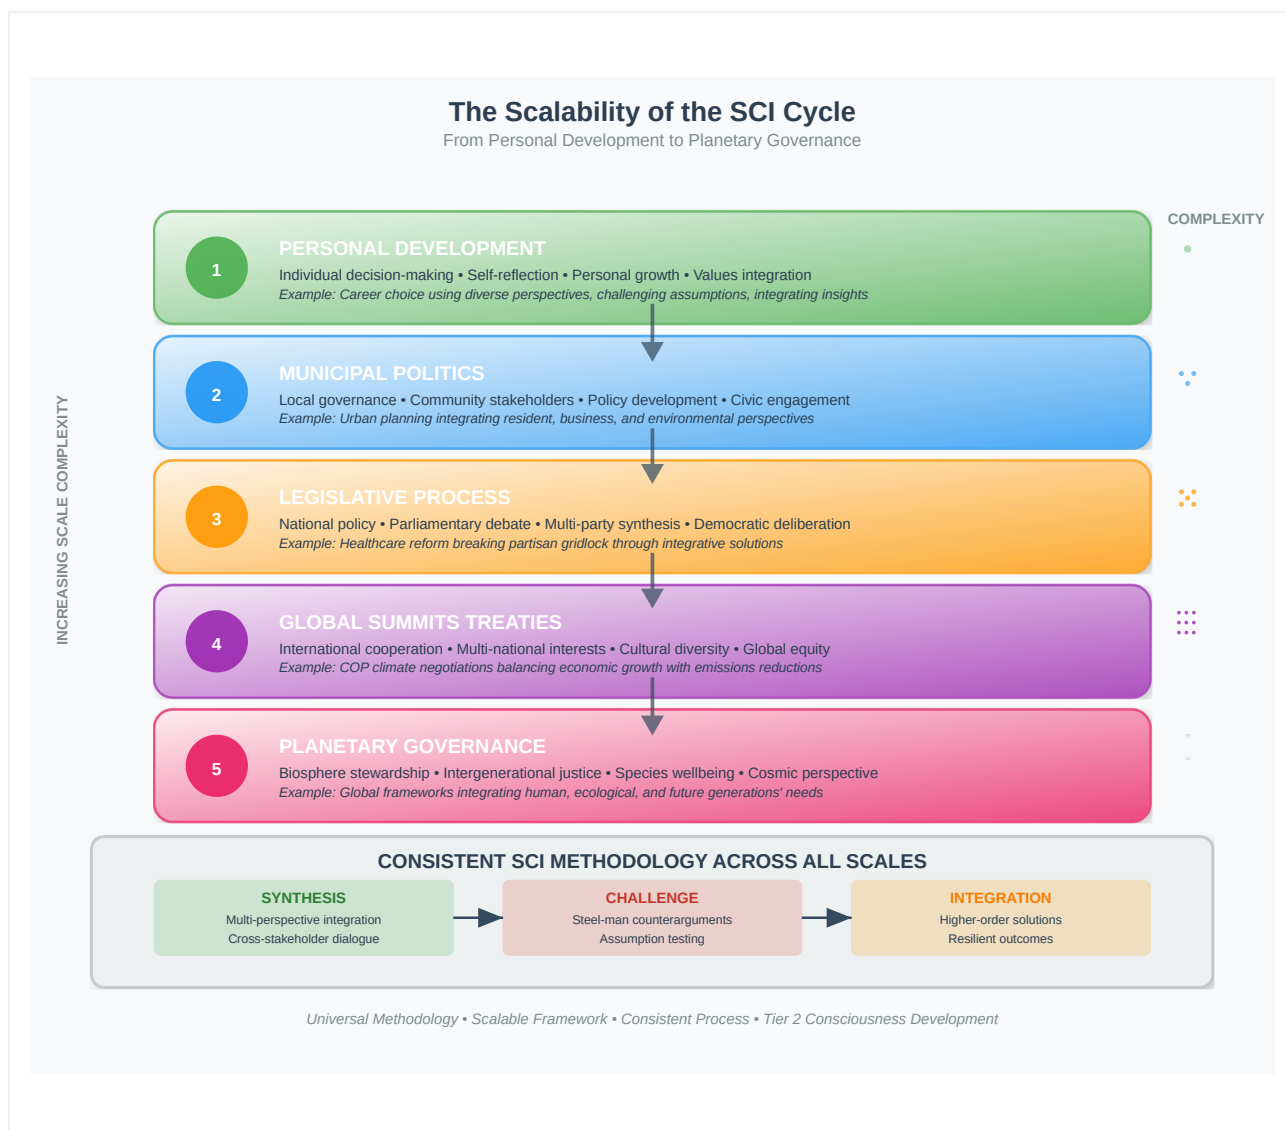 The Scalability of the SCI Cycle
From Personal Development to Planetary Governance
COMPLEXITY
INCREASING SCALE COMPLEXITY
1
PERSONAL DEVELOPMENT
Individual decision-making • Self-reflection • Personal growth • Values integration
Example: Career choice using diverse perspectives, challenging assumptions, integrating insights
2
MUNICIPAL POLITICS
Local governance • Community stakeholders • Policy development • Civic engagement
Example: Urban planning integrating resident, business, and environmental perspectives
3
LEGISLATIVE PROCESS
National policy • Parliamentary debate • Multi-party synthesis • Democratic deliberation
Example: Healthcare reform breaking partisan gridlock through integrative solutions
4
GLOBAL SUMMITS TREATIES
International cooperation • Multi-national interests • Cultural diversity • Global equity
Example: COP climate negotiations balancing economic growth with emissions reductions
5
PLANETARY GOVERNANCE
Biosphere stewardship • Intergenerational justice • Species wellbeing • Cosmic perspective
Example: Global frameworks integrating human, ecological, and future generations' needs
CONSISTENT SCI METHODOLOGY ACROSS ALL SCALES
SYNTHESIS
Multi-perspective integration
Cross-stakeholder dialogue
CHALLENGE
Steel-man counterarguments
Assumption testing
INTEGRATION
Higher-order solutions
Resilient outcomes
Universal Methodology • Scalable Framework • Consistent Process • Tier 2 Consciousness Development